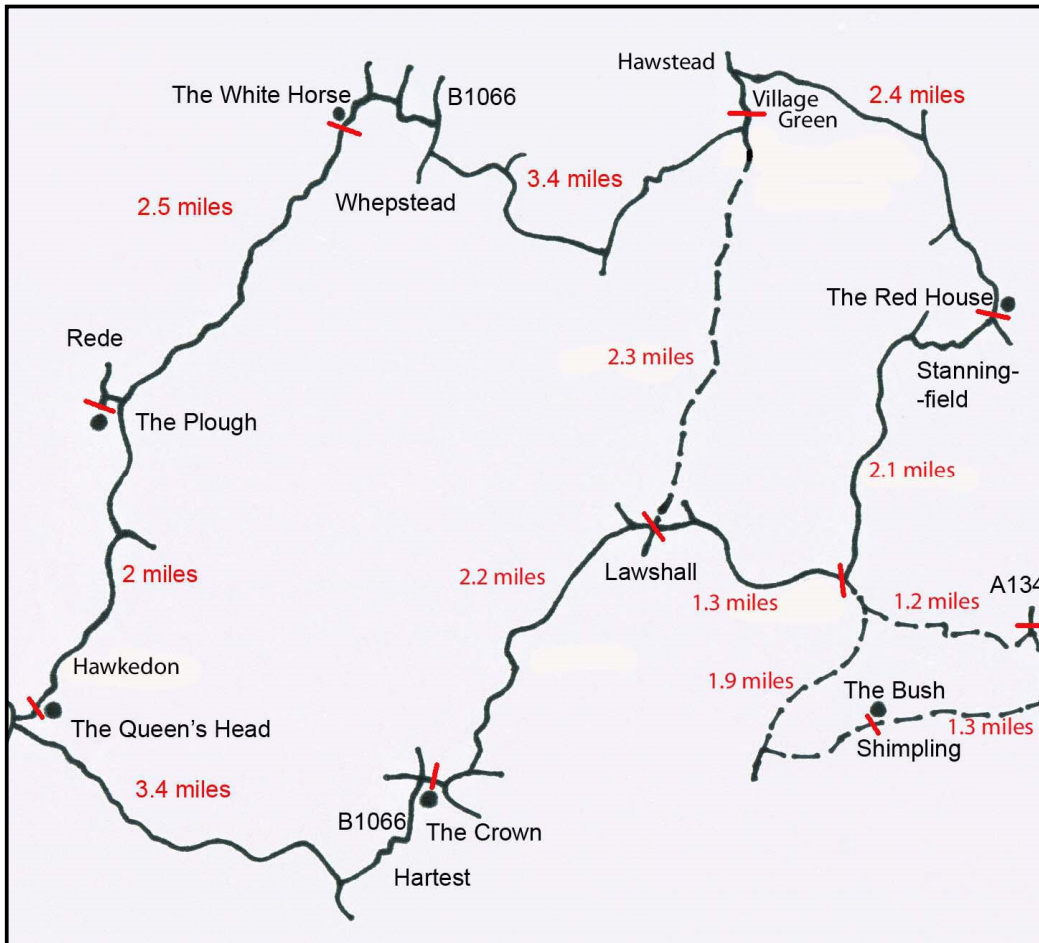 Hawstead
The White Horse
B1066
Village
Green
2.4 miles
2.5 miles
Whepstead
3.4 miles
The Red House
Rede
2.3 miles
Stanning-
-field
The Plough
2.1 miles
2 miles
2.2 miles
Lawshall
1.3 miles
1.2 miles
A134
Hawkedon
1.9 miles
The Bush
The Queen's Head
1.3 miles
Shimpling
3.4 miles
B1066
The Crown
Hartest